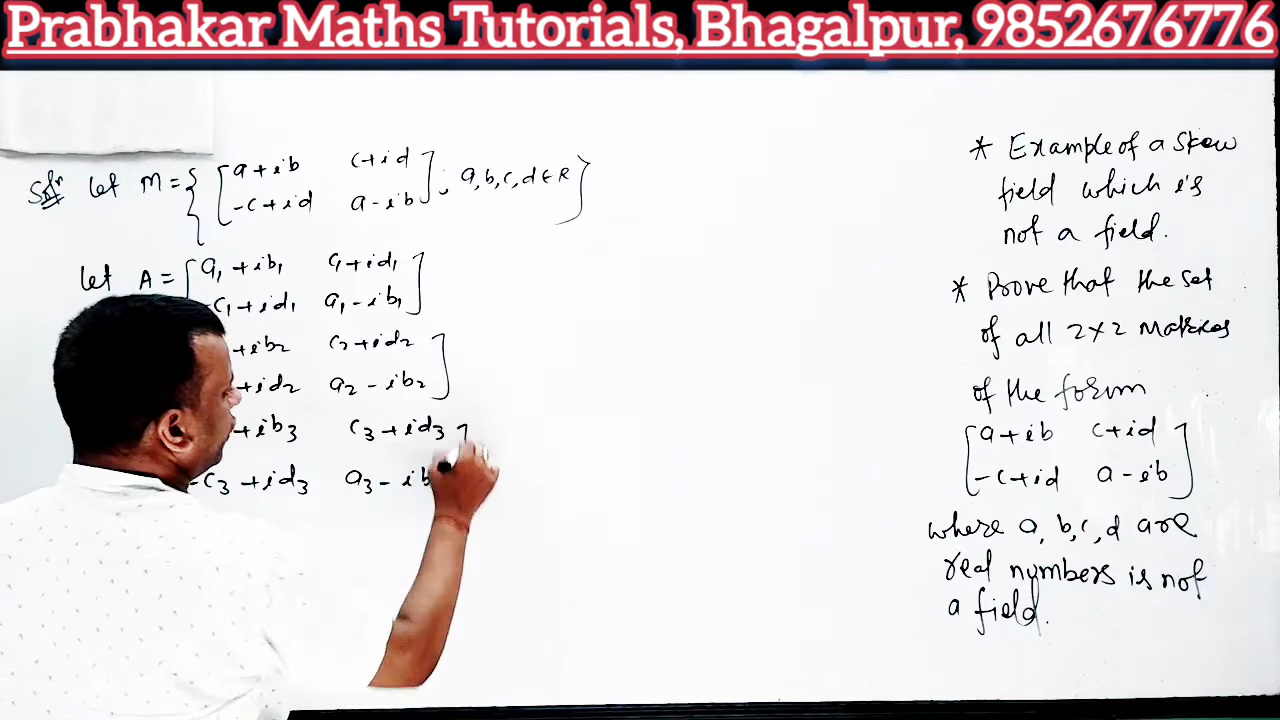 Prabhakar Maths Tutorials, Bhagalpur, 9852676776
Soln let M = { [ a+ib c+id
-c+id a-ib ] ; a,b,c,d ∈ R }
let A = [ a₁+ib₁ c₁+id₁
-c₁+id₁ a₁-ib₁ ]
+ib₂ c₂+id₂
+id₂ a₂-ib₂ ]
+ib₃ c₃+id₃
-c₃+id₃ a₃-ib
* Example of a skew
field which is
not a field.
* Prove that the set
of all 2×2 Matrices
of the form
[ a+ib c+id
-c+id a-ib ]
where a, b, c, d are
real numbers is not
a field.